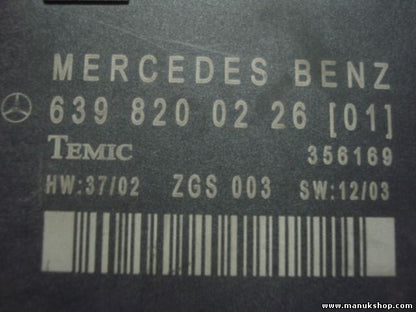 MERCEDES BENZ
639 820 02 26 [01]
TEMIC 356169
HW:37/02 ZGS 003 SW:12/03
www.manukshop.com